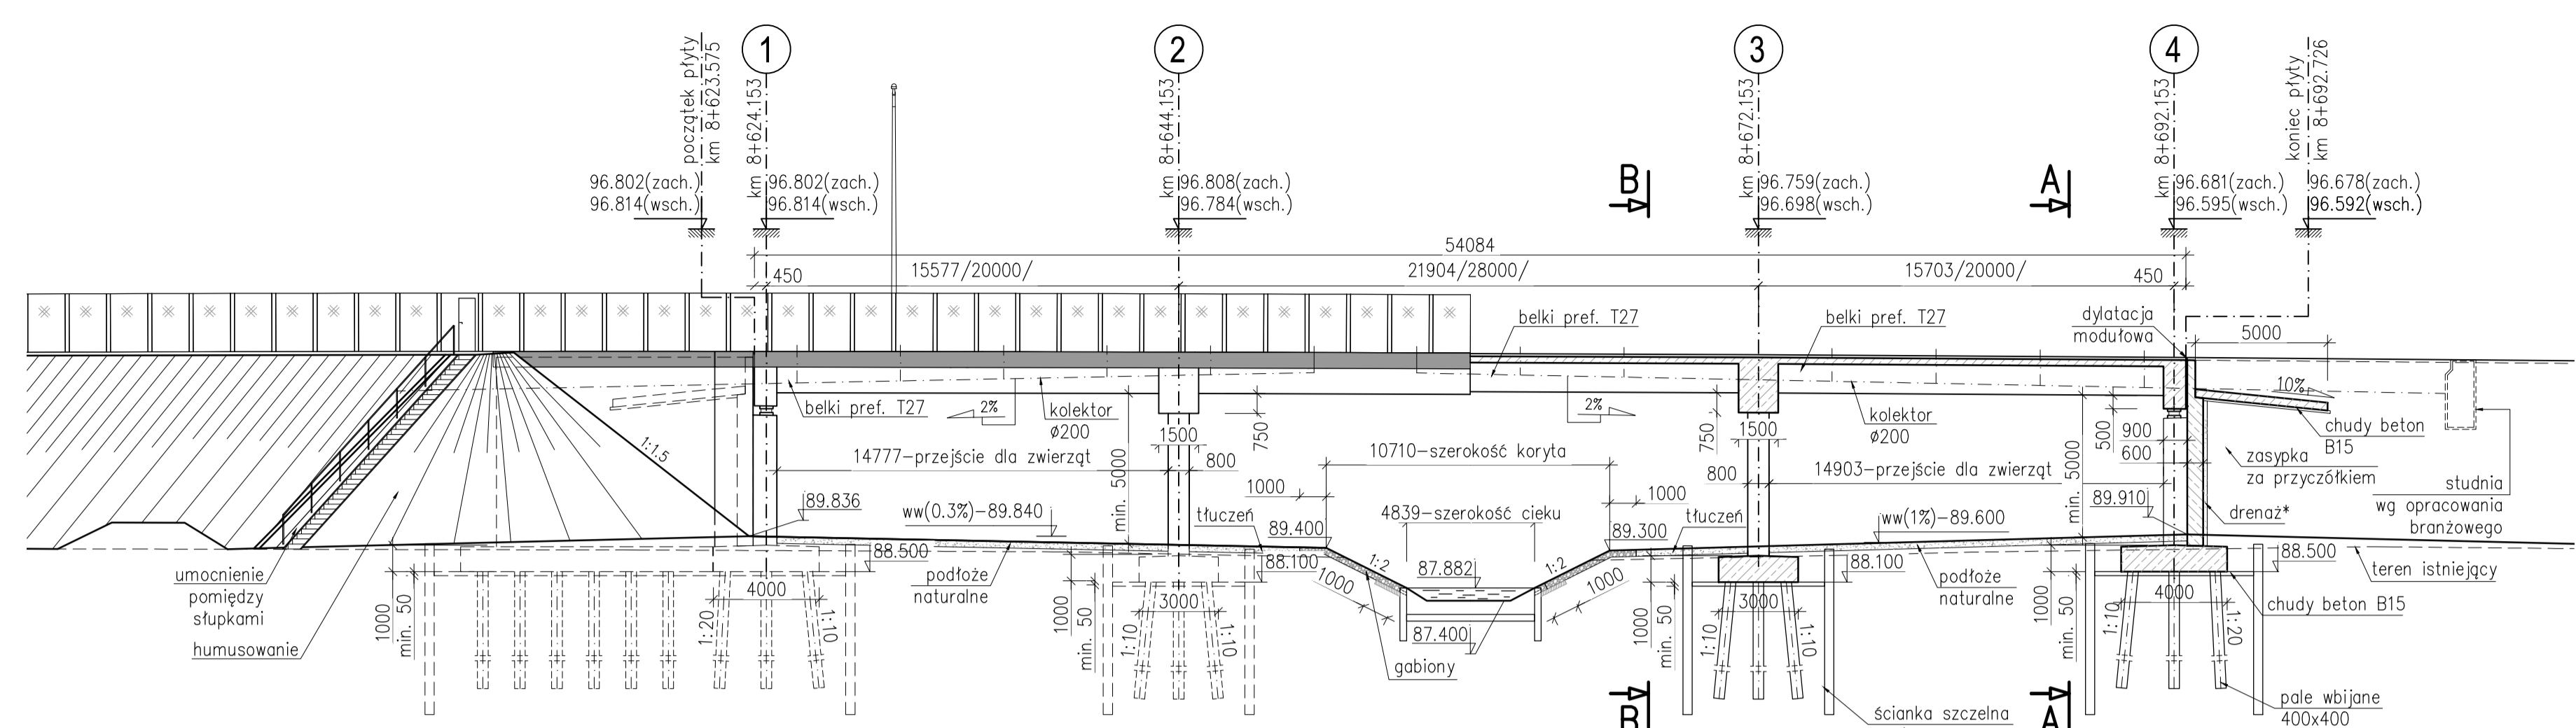 1
2
3
4
początek płyty
km 8+623.575
km 8+624.153
km 8+644.153
km 8+672.153
km 8+692.153
koniec płyty
km 8+692.726
96.802(zach.)
96.814(wsch.)
96.802(zach.)
96.814(wsch.)
96.808(zach.)
96.784(wsch.)
B
96.759(zach.)
96.698(wsch.)
A
96.681(zach.)
96.595(wsch.)
96.678(zach.)
96.592(wsch.)
54084
450
15577/20000/
21904/28000/
15703/20000/
450
belki pref. T27
belki pref. T27
dylatacja
modułowa
5000
10%
belki pref. T27
2%
kolektor
ø200
2%
kolektor
ø200
chudy beton
B15
1:1.5
1500
750
750
1500
500
900
600
14777–przejście dla zwierząt
800
10710–szerokość koryta
800
14903–przejście dla zwierząt
min. 5000
min. 5000
zasypka
za przyczółkiem
studnia
wg opracowania
branżowego
89.836
ww(0.3%)–89.840
1000
tłuczeń
89.400
4839–szerokość cieku
1000
89.300
tłuczeń
ww(1%)–89.600
89.910
drenaż*
88.500
88.100
1:2
87.882
1:2
88.100
88.500
umocnienie
pomiędzy
słupkami
humusowanie
podłoże
naturalne
podłoże
naturalne
teren istniejący
chudy beton B15
1000
min. 50
4000
1:20
1:10
1000
min. 50
3000
1:10
1:10
1000
1000
87.400
gabiony
1000
min. 50
3000
1:10
1:10
1000
min. 50
4000
1:10
1:20
ścianka szczelna
pale wbijane
400x400
B
A